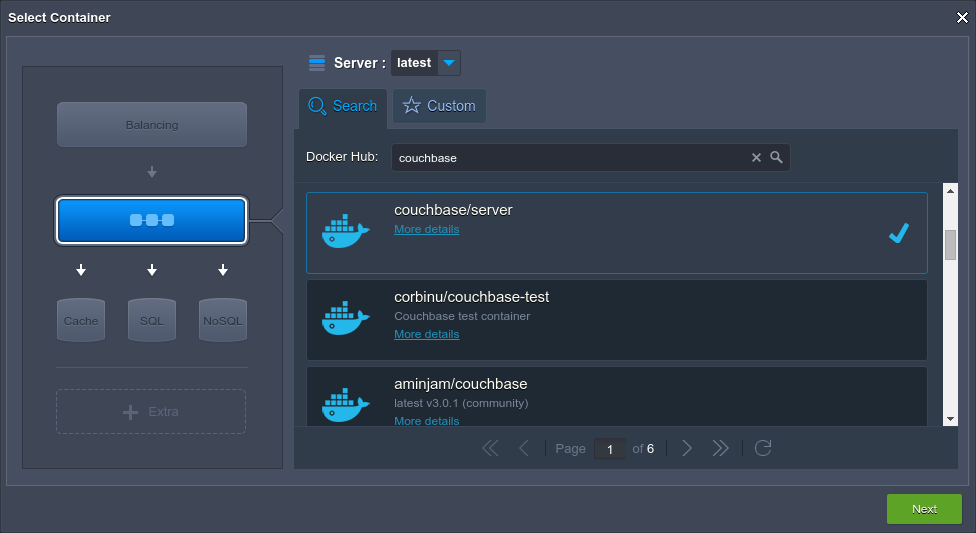 Select Container
Server : latest
Search
Custom
Balancing
Cache
SQL
NoSQL
Extra
Docker Hub: couchbase
couchbase/server
More details
corbinu/couchbase-test
Couchbase test container
More details
aminjam/couchbase
latest v3.0.1 (community)
More details
Page 1 of 6
Next